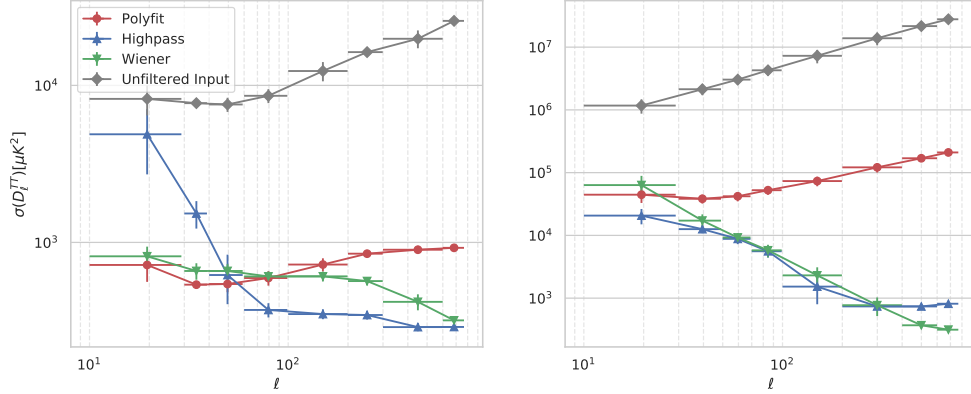 Polyfit
Highpass
Wiener
Unfiltered Input
σ(D_ℓ^{TT})[μK²]
10⁴
10³
10¹
10²
ℓ
10⁷
10⁶
10⁵
10⁴
10³
10¹
10²
ℓ